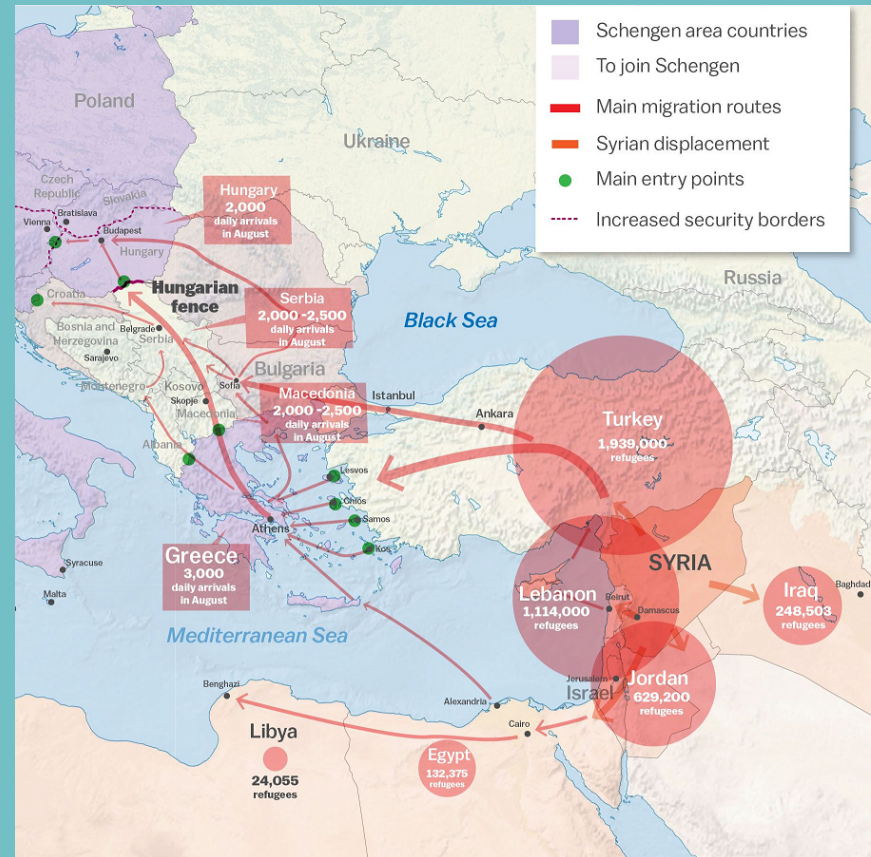 Schengen area countries
To join Schengen
Main migration routes
Syrian displacement
Main entry points
Increased security borders
Poland
Ukraine
Czech
Republic
Slovakia
Hungary
2,000
daily arrivals
in August
Vienna
Bratislava
Budapest
Hungary
Russia
Hungarian
fence
Croatia
Serbia
2,000 -2,500
daily arrivals
in August
Black Sea
Bosnia and
Herzegovina
Belgrade
Serbia
Sarajevo
Bulgaria
Montenegro
Kosovo
Sofia
Skopje
Macedonia
Macedonia
2,000 -2,500
daily arrivals
in August
Istanbul
Ankara
Turkey
1,939,000
refugees
Albania
Lesvos
Chios
Samos
Athens
Kos
Greece
3,000
daily arrivals
in August
Syracuse
Malta
SYRIA
Lebanon
1,114,000
refugees
Beirut
Damascus
Iraq
248,503
refugees
Baghdad
Mediterranean Sea
Jerusalem
Israel
Jordan
629,200
refugees
Benghazi
Alexandria
Cairo
Libya
24,055
refugees
Egypt
132,375
refugees